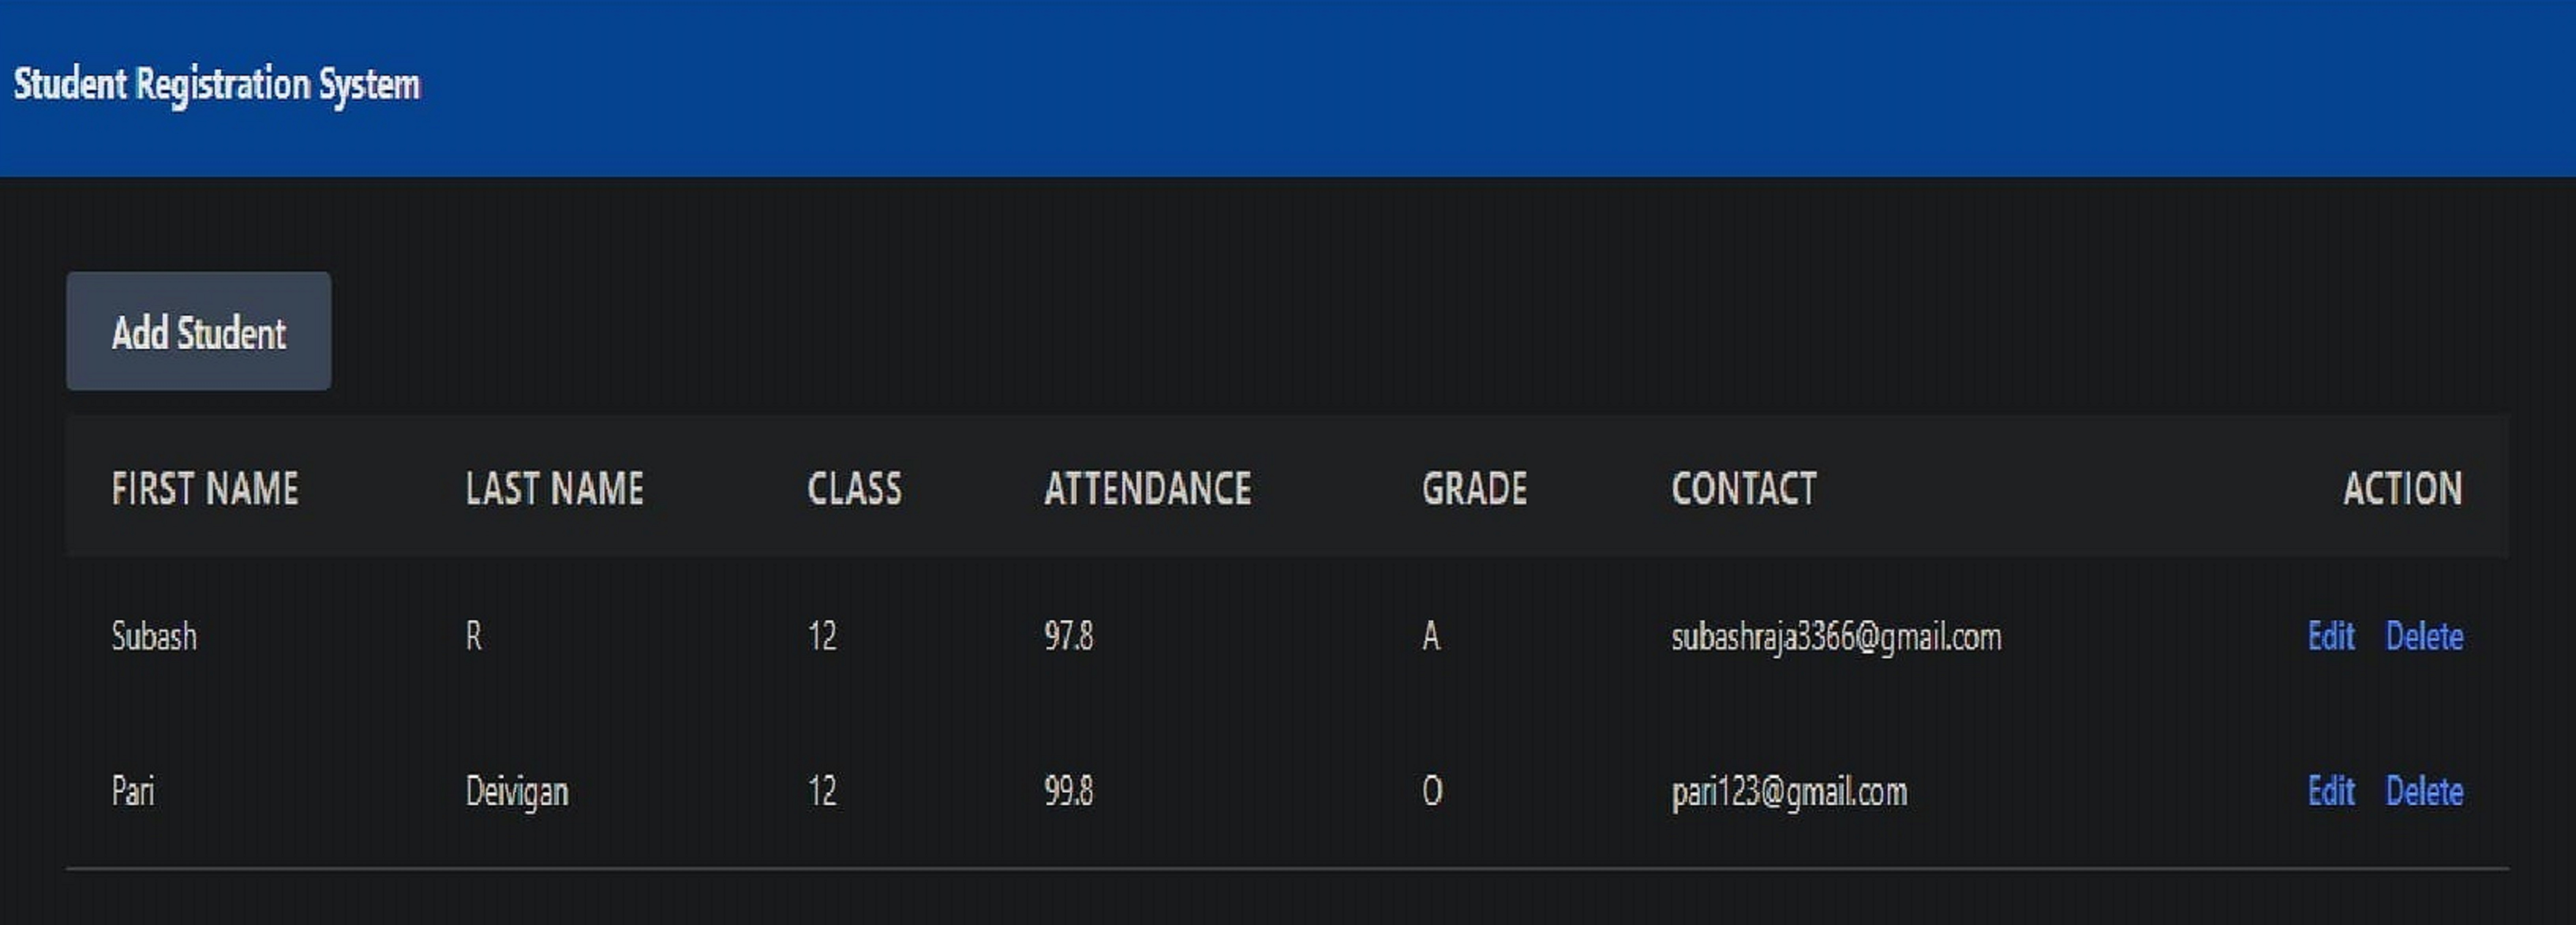 Student Registration System
Add Student
FIRST NAME LAST NAME CLASS ATTENDANCE GRADE CONTACT ACTION
Subash R 12 97.8 A subashraja3366@gmail.com Edit Delete
Pari Deivigan 12 99.8 O pari123@gmail.com Edit Delete